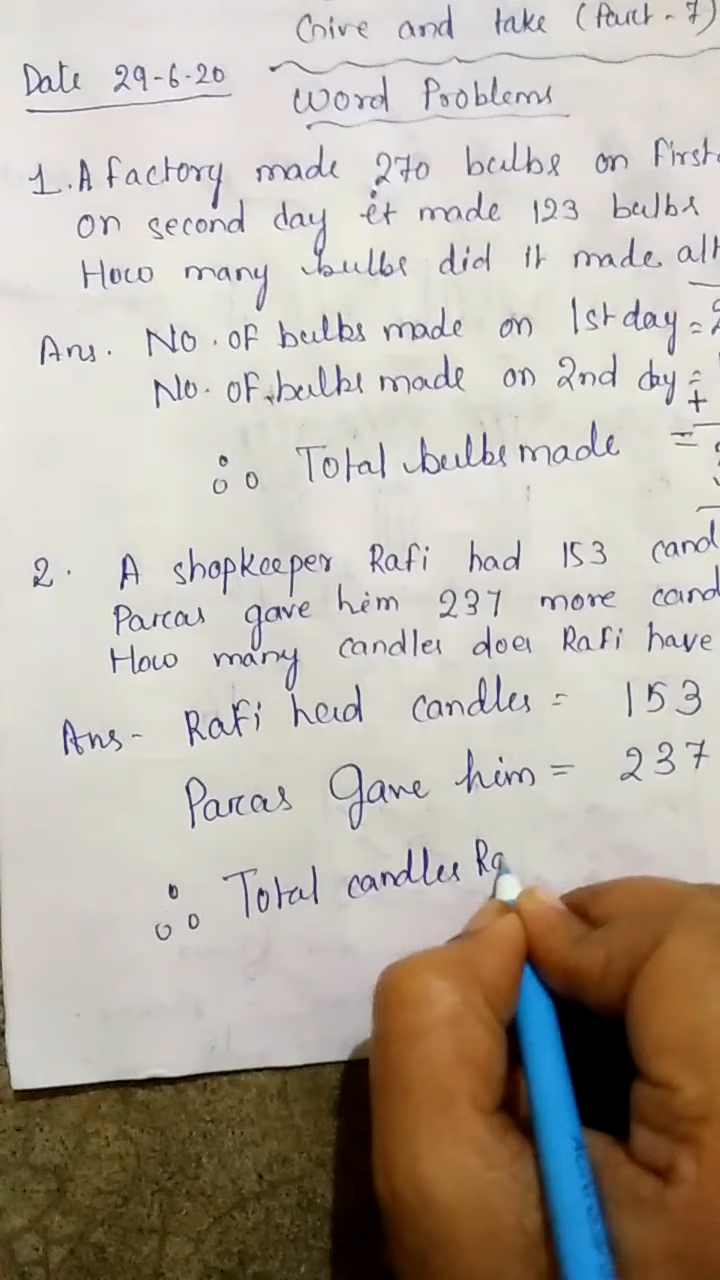 Give and take (Part-7)
Date 29-6-20
Word Problems
1. A factory made 270 bulbs on first
on second day it made 123 bulbs
How many bulbs did it made
Ans. No. of bulbs made on 1st day =
No. of bulbs made on 2nd day =
+
∴ Total bulbs made =
2. A shopkeeper Rafi had 153
Paras gave him 237 more
How many candles does Rafi have
Ans- Rafi had candles = 153
Paras gave him = 237
∴ Total candles Ra